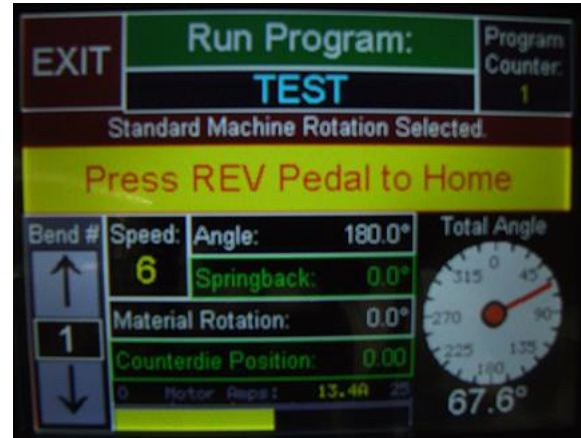 EXIT
Run Program:
TEST
Program
Counter:
1
Standard Machine Rotation Selected.
Press REV Pedal to Home
Bend #
1
Speed:
6
Angle: 180.0°
Springback: 0.0°
Material Rotation: 0.0°
Counterdie Position: 0.00
0 Motor Amps: 13.4A 25
Total Angle
0
45
90
135
180
225
270
315
67.6°